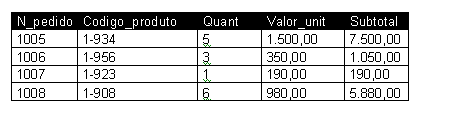 N_pedido Codigo_produto Quant Valor_unit Subtotal
1005 1-934 5 1.500,00 7.500,00
1006 1-956 3 350,00 1.050,00
1007 1-923 1 190,00 190,00
1008 1-908 6 980,00 5.880,00